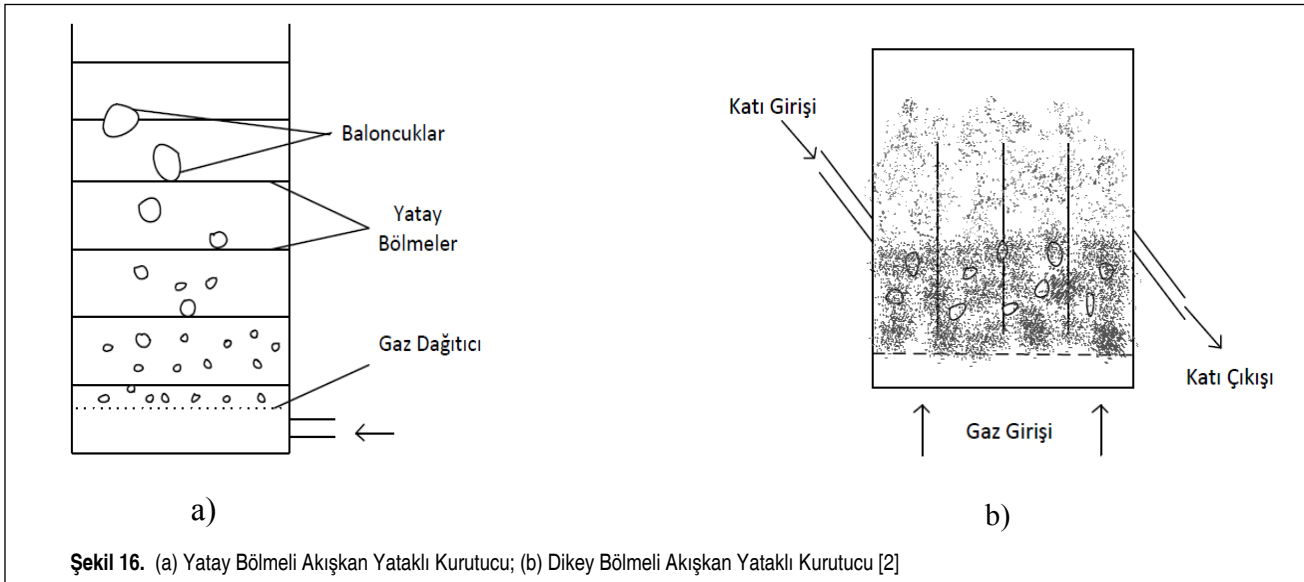 Baloncuklar
Yatay
Bölmeler
Gaz Dağıtıcı
a)
Katı Girişi
Katı Çıkışı
Gaz Girişi
b)
Şekil 16. (a) Yatay Bölmeli Akışkan Yataklı Kurutucu; (b) Dikey Bölmeli Akışkan Yataklı Kurutucu [2]